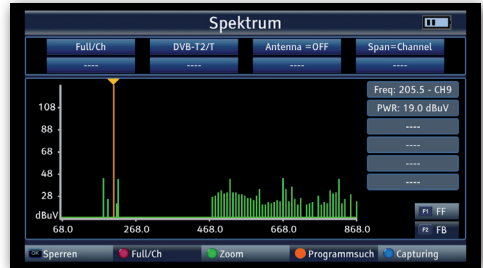 Spektrum
Full/Ch DVB-T2/T Antenna =OFF Span=Channel
---- ---- ---- ----
Freq: 205.5 - CH9
PWR: 19.0 dBuV
----
----
----
----
108
88
68
48
28
dBuV
68.0 268.0 468.0 668.0 868.0
F1 FF
F2 FB
OK Sperren Full/Ch Zoom Programmsuch Capturing